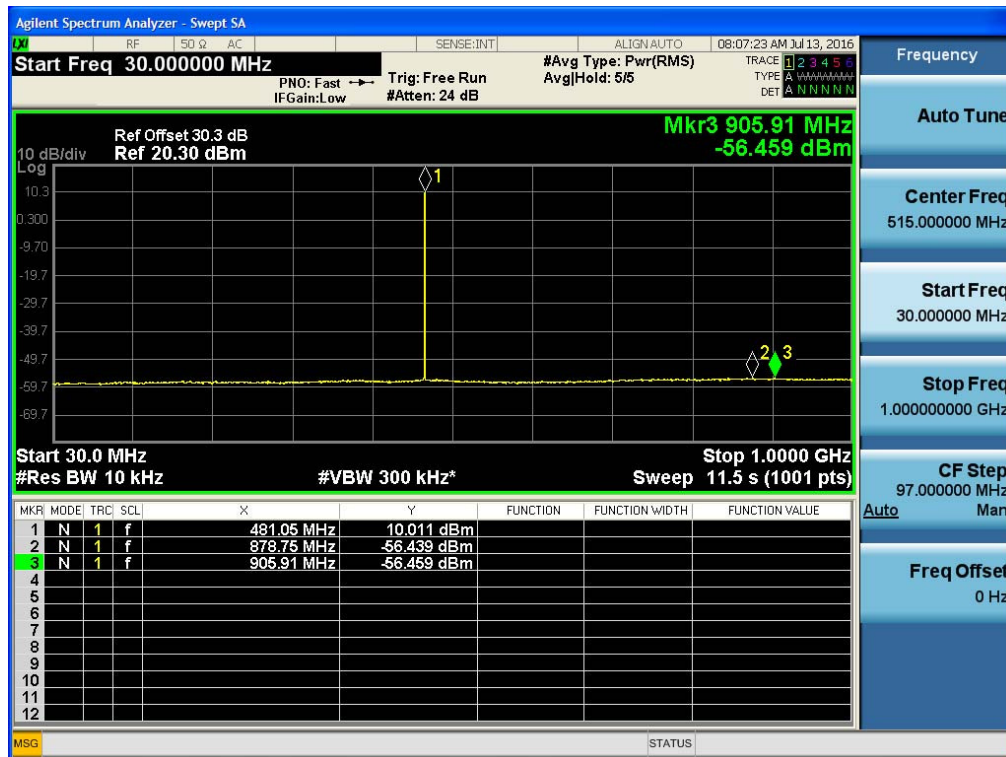 Agilent Spectrum Analyzer - Swept SA
LXI RF 50 Ω AC SENSE:INT ALIGN AUTO 08:07:23 AM Jul 13, 2016
Start Freq 30.000000 MHz
PNO: Fast
IFGain:Low
Trig: Free Run
#Atten: 24 dB
#Avg Type: Pwr(RMS)
Avg|Hold: 5/5
TRACE 1 2 3 4 5 6
TYPE A WWWWW
DET A N N N N N
Ref Offset 30.3 dB
Ref 20.30 dBm
10 dB/div
Log
Mkr3 905.91 MHz
-56.459 dBm
10.3
0.300
-9.70
-19.7
-29.7
-39.7
-49.7
-59.7
-69.7
1
2
3
Start 30.0 MHz
#Res BW 10 kHz
#VBW 300 kHz*
Stop 1.0000 GHz
Sweep 11.5 s (1001 pts)
MKR MODE TRC SCL X Y FUNCTION FUNCTION WIDTH FUNCTION VALUE
1 N 1 f 481.05 MHz 10.011 dBm
2 N 1 f 878.75 MHz -56.439 dBm
3 N 1 f 905.91 MHz -56.459 dBm
4
5
6
7
8
9
10
11
12
MSG STATUS
Frequency
Auto Tune
Center Freq
515.000000 MHz
Start Freq
30.000000 MHz
Stop Freq
1.000000000 GHz
CF Step
97.000000 MHz
Auto Man
Freq Offset
0 Hz